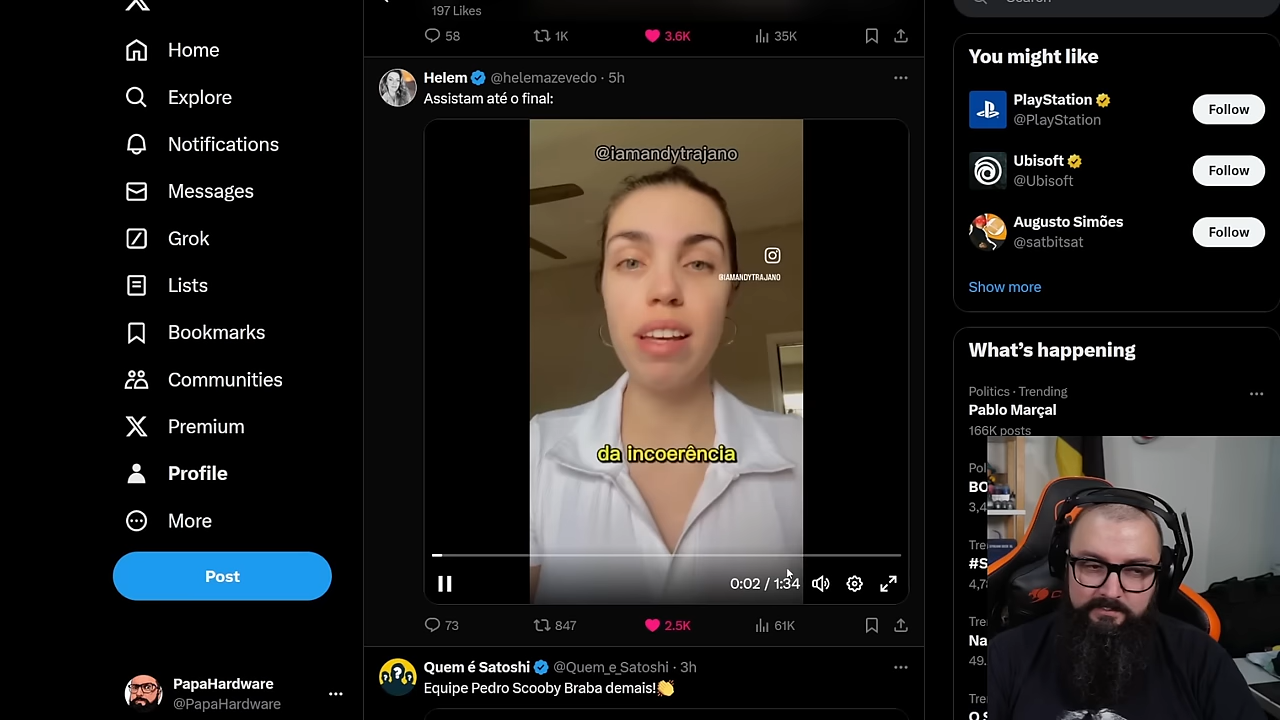 Home
Explore
Notifications
Messages
Grok
Lists
Bookmarks
Communities
Premium
Profile
More
Post
PapaHardware
@PapaHardware
197 Likes
58
1K
3.6K
35K
Helem @helemazevedo · 5h
Assistam até o final:
@iamandytrajano
@IAMANDYTRAJANO
da incoerência
0:02 / 1:34
73
847
2.5K
61K
Quem é Satoshi @Quem_e_Satoshi · 3h
Equipe Pedro Scooby Braba demais!👏
You might like
PlayStation
@PlayStation
Follow
Ubisoft
@Ubisoft
Follow
Augusto Simões
@satbitsat
Follow
Show more
What's happening
Politics · Trending
Pablo Marçal
166K posts